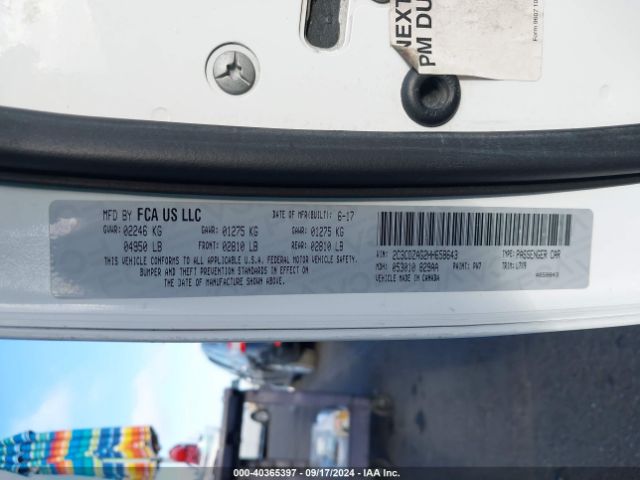 NEXT
PM DU
MFD BY FCA US LLC DATE OF MFR(BUILT): 6-17
GVWR: 02246 KG GAWR: 01275 KG GAWR: 01275 KG
04950 LB FRONT: 02810 LB REAR: 02810 LB
THIS VEHICLE CONFORMS TO ALL APPLICABLE U.S.A. FEDERAL MOTOR VEHICLE SAFETY,
BUMPER AND THEFT PREVENTION STANDARDS IN EFFECT ON
THE DATE OF MANUFACTURE SHOWN ABOVE.
VIN: 2C3CDZAG2HH658643 TYPE: PASSENGER CAR
MDH: 053010 829AA PAINT: PW7 TRIM: L7X9
VEHICLE MADE IN CANADA
© 40365397 - 09/17/2024 - IAA Inc.